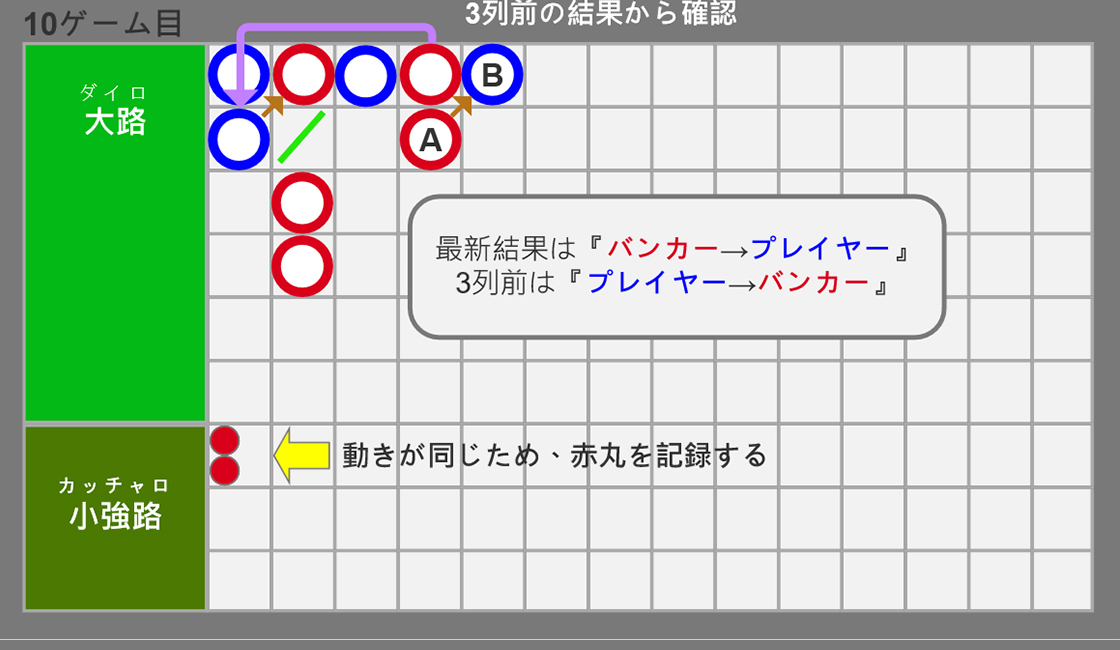 3列前の結果から確認
10ゲーム目
ダイロ
大路
B
A
最新結果は『バンカー→プレイヤー』
3列前は『プレイヤー→バンカー』
カッチャロ
小強路
動きが同じため、赤丸を記録する